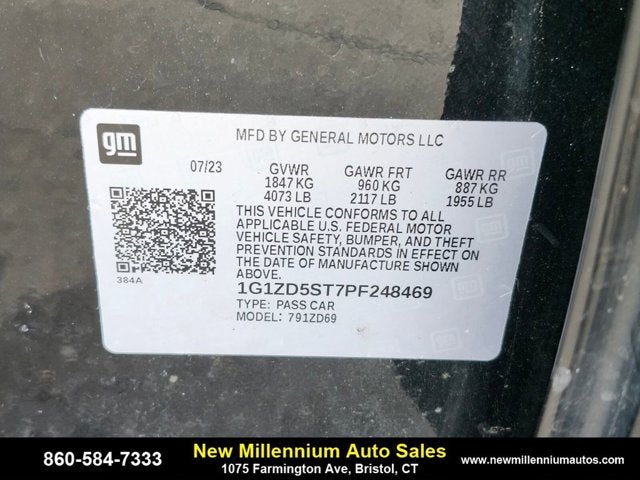 gm
MFD BY GENERAL MOTORS LLC
07/23 GVWR GAWR FRT GAWR RR
1847 KG 960 KG 887 KG
4073 LB 2117 LB 1955 LB
THIS VEHICLE CONFORMS TO ALL
APPLICABLE U.S. FEDERAL MOTOR
VEHICLE SAFETY, BUMPER, AND THEFT
PREVENTION STANDARDS IN EFFECT ON
THE DATE OF MANUFACTURE SHOWN
ABOVE.
384A
1G1ZD5ST7PF248469
TYPE: PASS CAR
MODEL: 791ZD69
860-584-7333
New Millennium Auto Sales
1075 Farmington Ave, Bristol, CT
www.newmillenniumautos.com